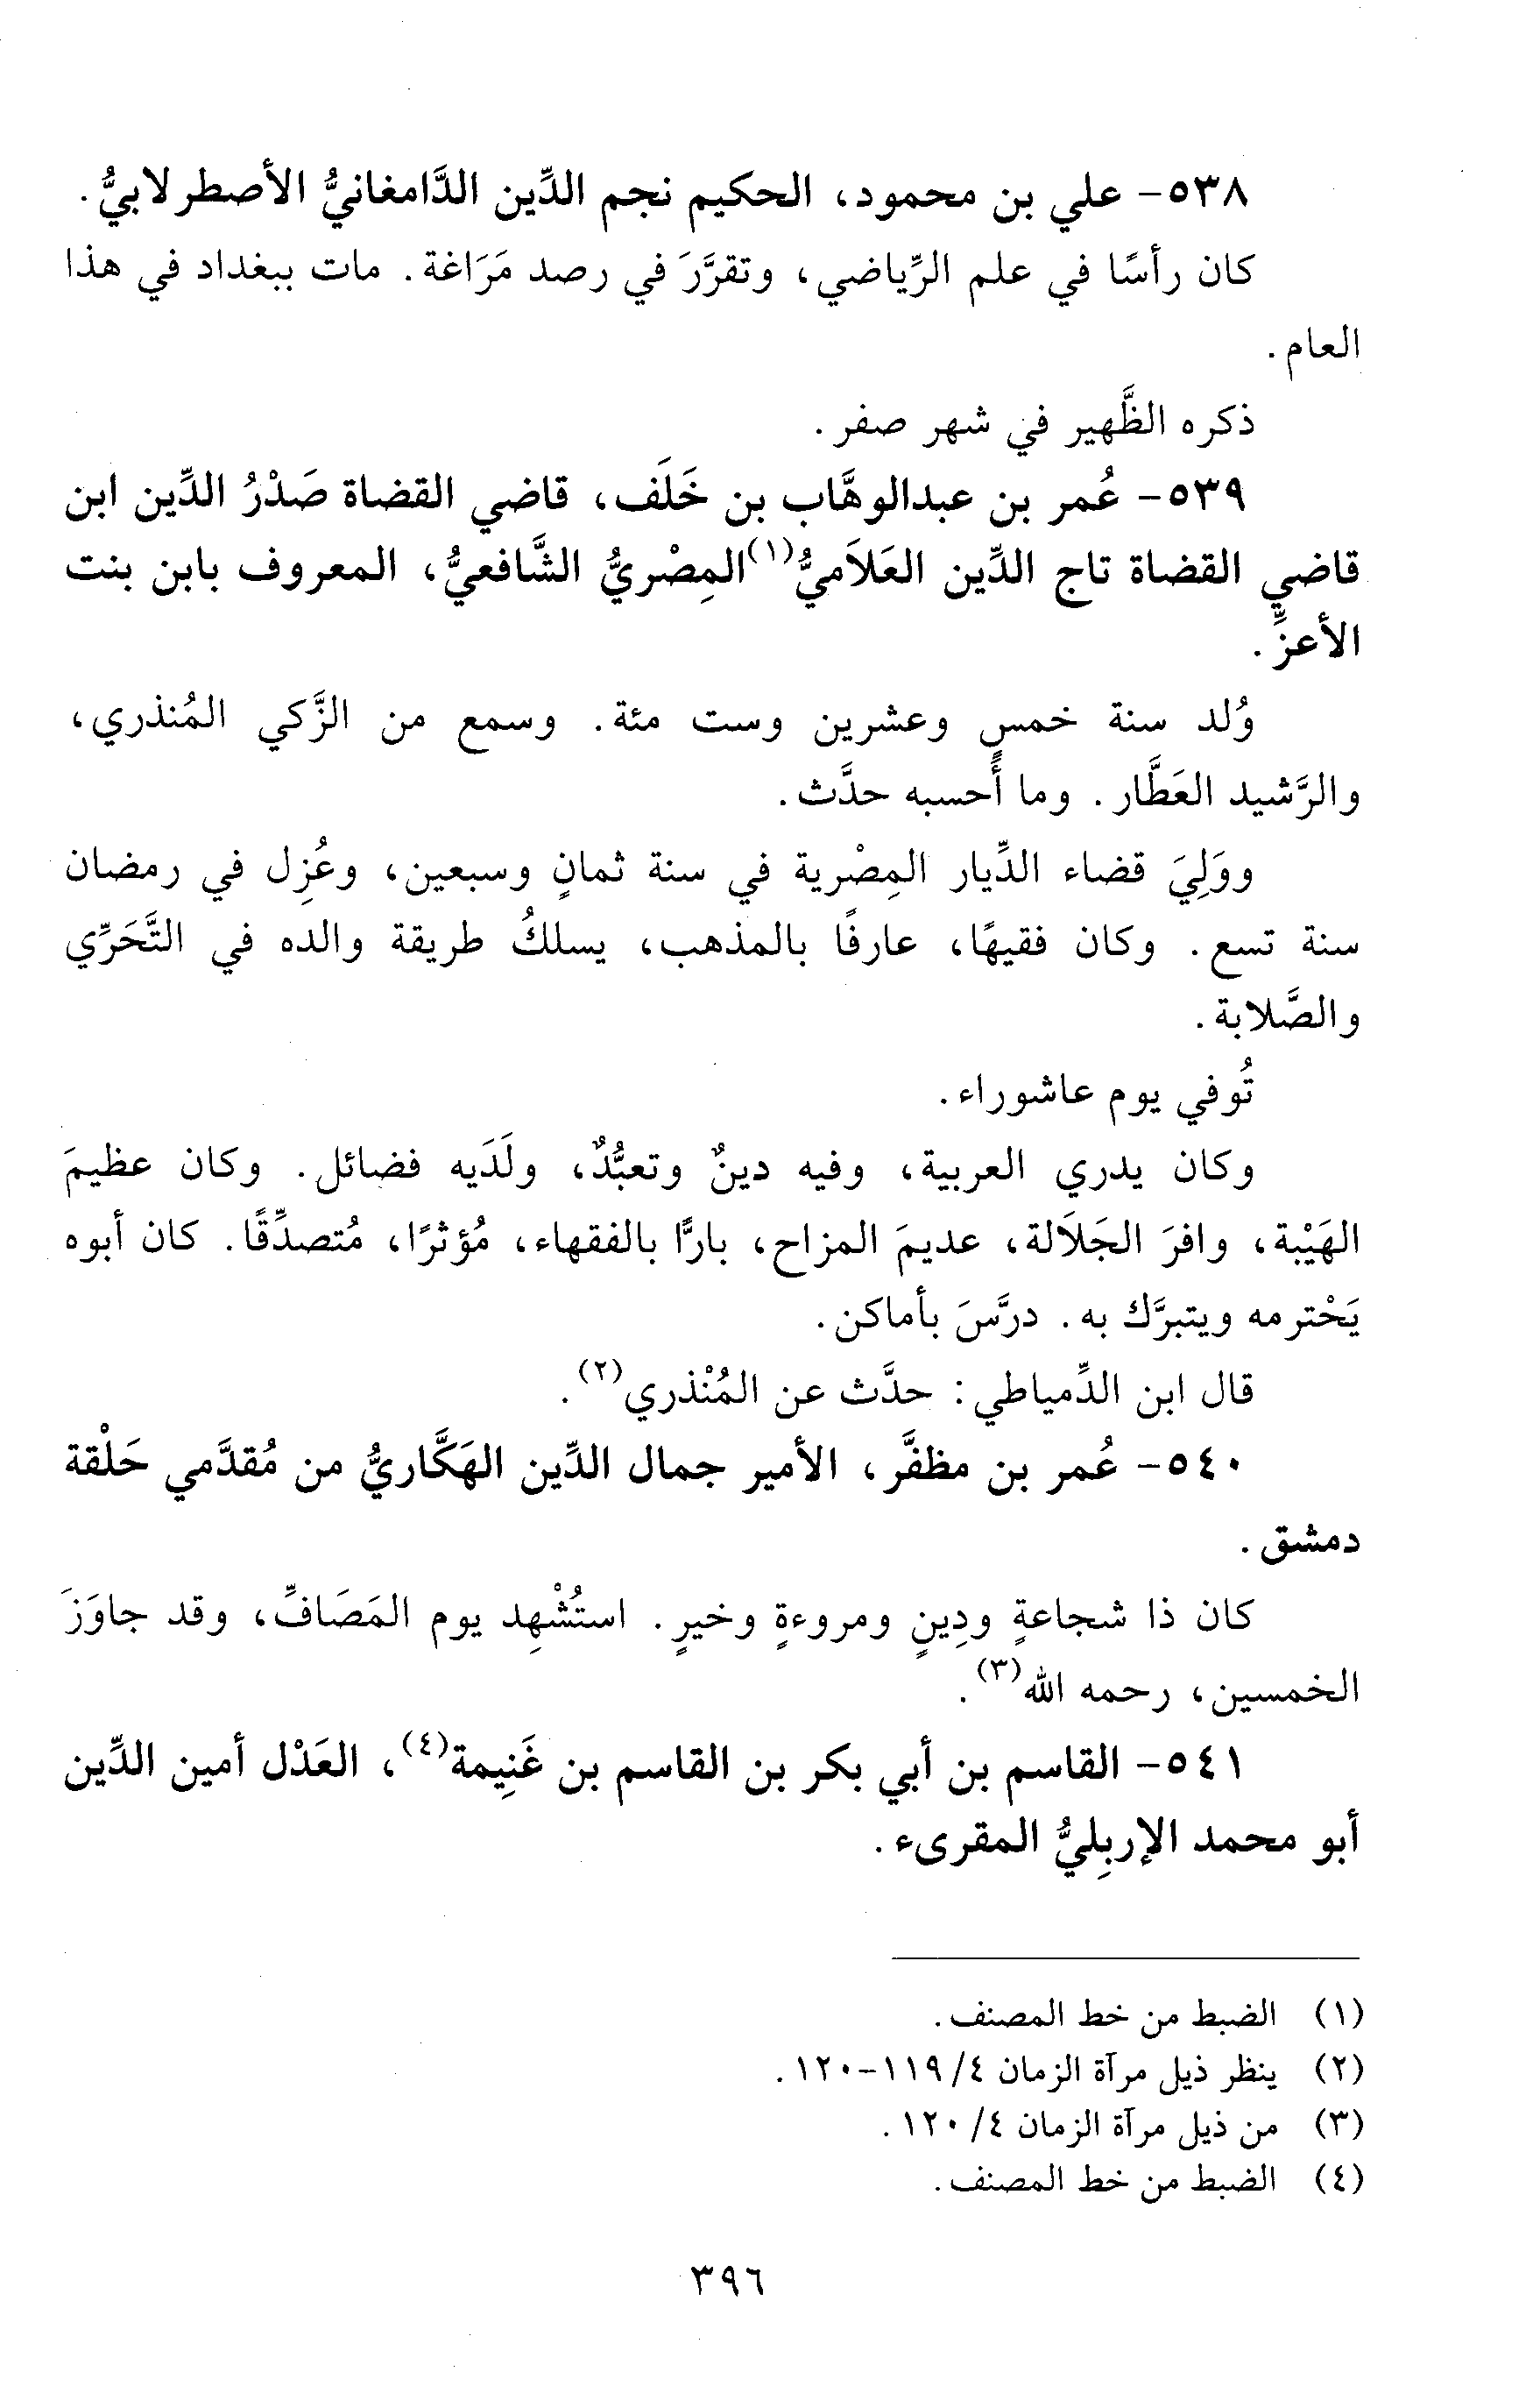 ٥٣٨- علي بن محمود، الحكيم نجم الدِّين الدَّامغانيُّ الأصطرلابيُّ.
كان رأسًا في علم الرِّياضي، وتقرَّرَ في رصد مَرَاغة. مات ببغداد في هذا
العام.
ذكره الظَّهير في شهر صفر.
٥٣٩- عُمر بن عبدالوهَّاب بن خَلَف، قاضي القضاة صَدْرُ الدِّين ابن
قاضي القضاة تاج الدِّين العَلاَميُّ(١) المِصْريُّ الشَّافعيُّ، المعروف بابن بنت
الأعزِّ.
وُلد سنة خمسٍ وعشرين وست مئة. وسمع من الزَّكي المُنذري،
والرَّشيد العَطَّار. وما أحسبه حدَّث.
ووَلِيَ قضاء الدِّيار المِصْرية في سنة ثمانٍ وسبعين، وعُزِل في رمضان
سنة تسع. وكان فقيهًا، عارفًا بالمذهب، يسلكُ طريقة والده في التَّحَرِّي
والصَّلابة.
تُوفي يوم عاشوراء.
وكان يدري العربية، وفيه دينٌ وتعبُّدٌ، ولَدَيه فضائل. وكان عظيمَ
الهَيْبة، وافرَ الجَلاَلة، عديمَ المزاح، بارًّا بالفقهاء، مُؤثرًا، مُتصدِّقًا. كان أبوه
يَحْترمه ويتبرَّك به. درَّسَ بأماكن.
قال ابن الدِّمياطي: حدَّث عن المُنْذري(٢).
٥٤٠- عُمر بن مظفَّر، الأمير جمال الدِّين الهَكَّاريُّ من مُقدَّمي حَلْقة
دمشق.
كان ذا شجاعةٍ ودِينٍ ومروءةٍ وخيرٍ. استُشْهِد يوم المَصَافِّ، وقد جاوَزَ
الخمسين، رحمه الله(٣).
٥٤١- القاسم بن أبي بكر بن القاسم بن غَنِيمة(٤)، العَدْل أمين الدِّين
أبو محمد الإربِليُّ المقرىء.
(١) الضبط من خط المصنف.
(٢) ينظر ذيل مرآة الزمان ٤/ ١١٩-١٢٠.
(٣) من ذيل مرآة الزمان ٤/ ١٢٠.
(٤) الضبط من خط المصنف.
٣٩٦